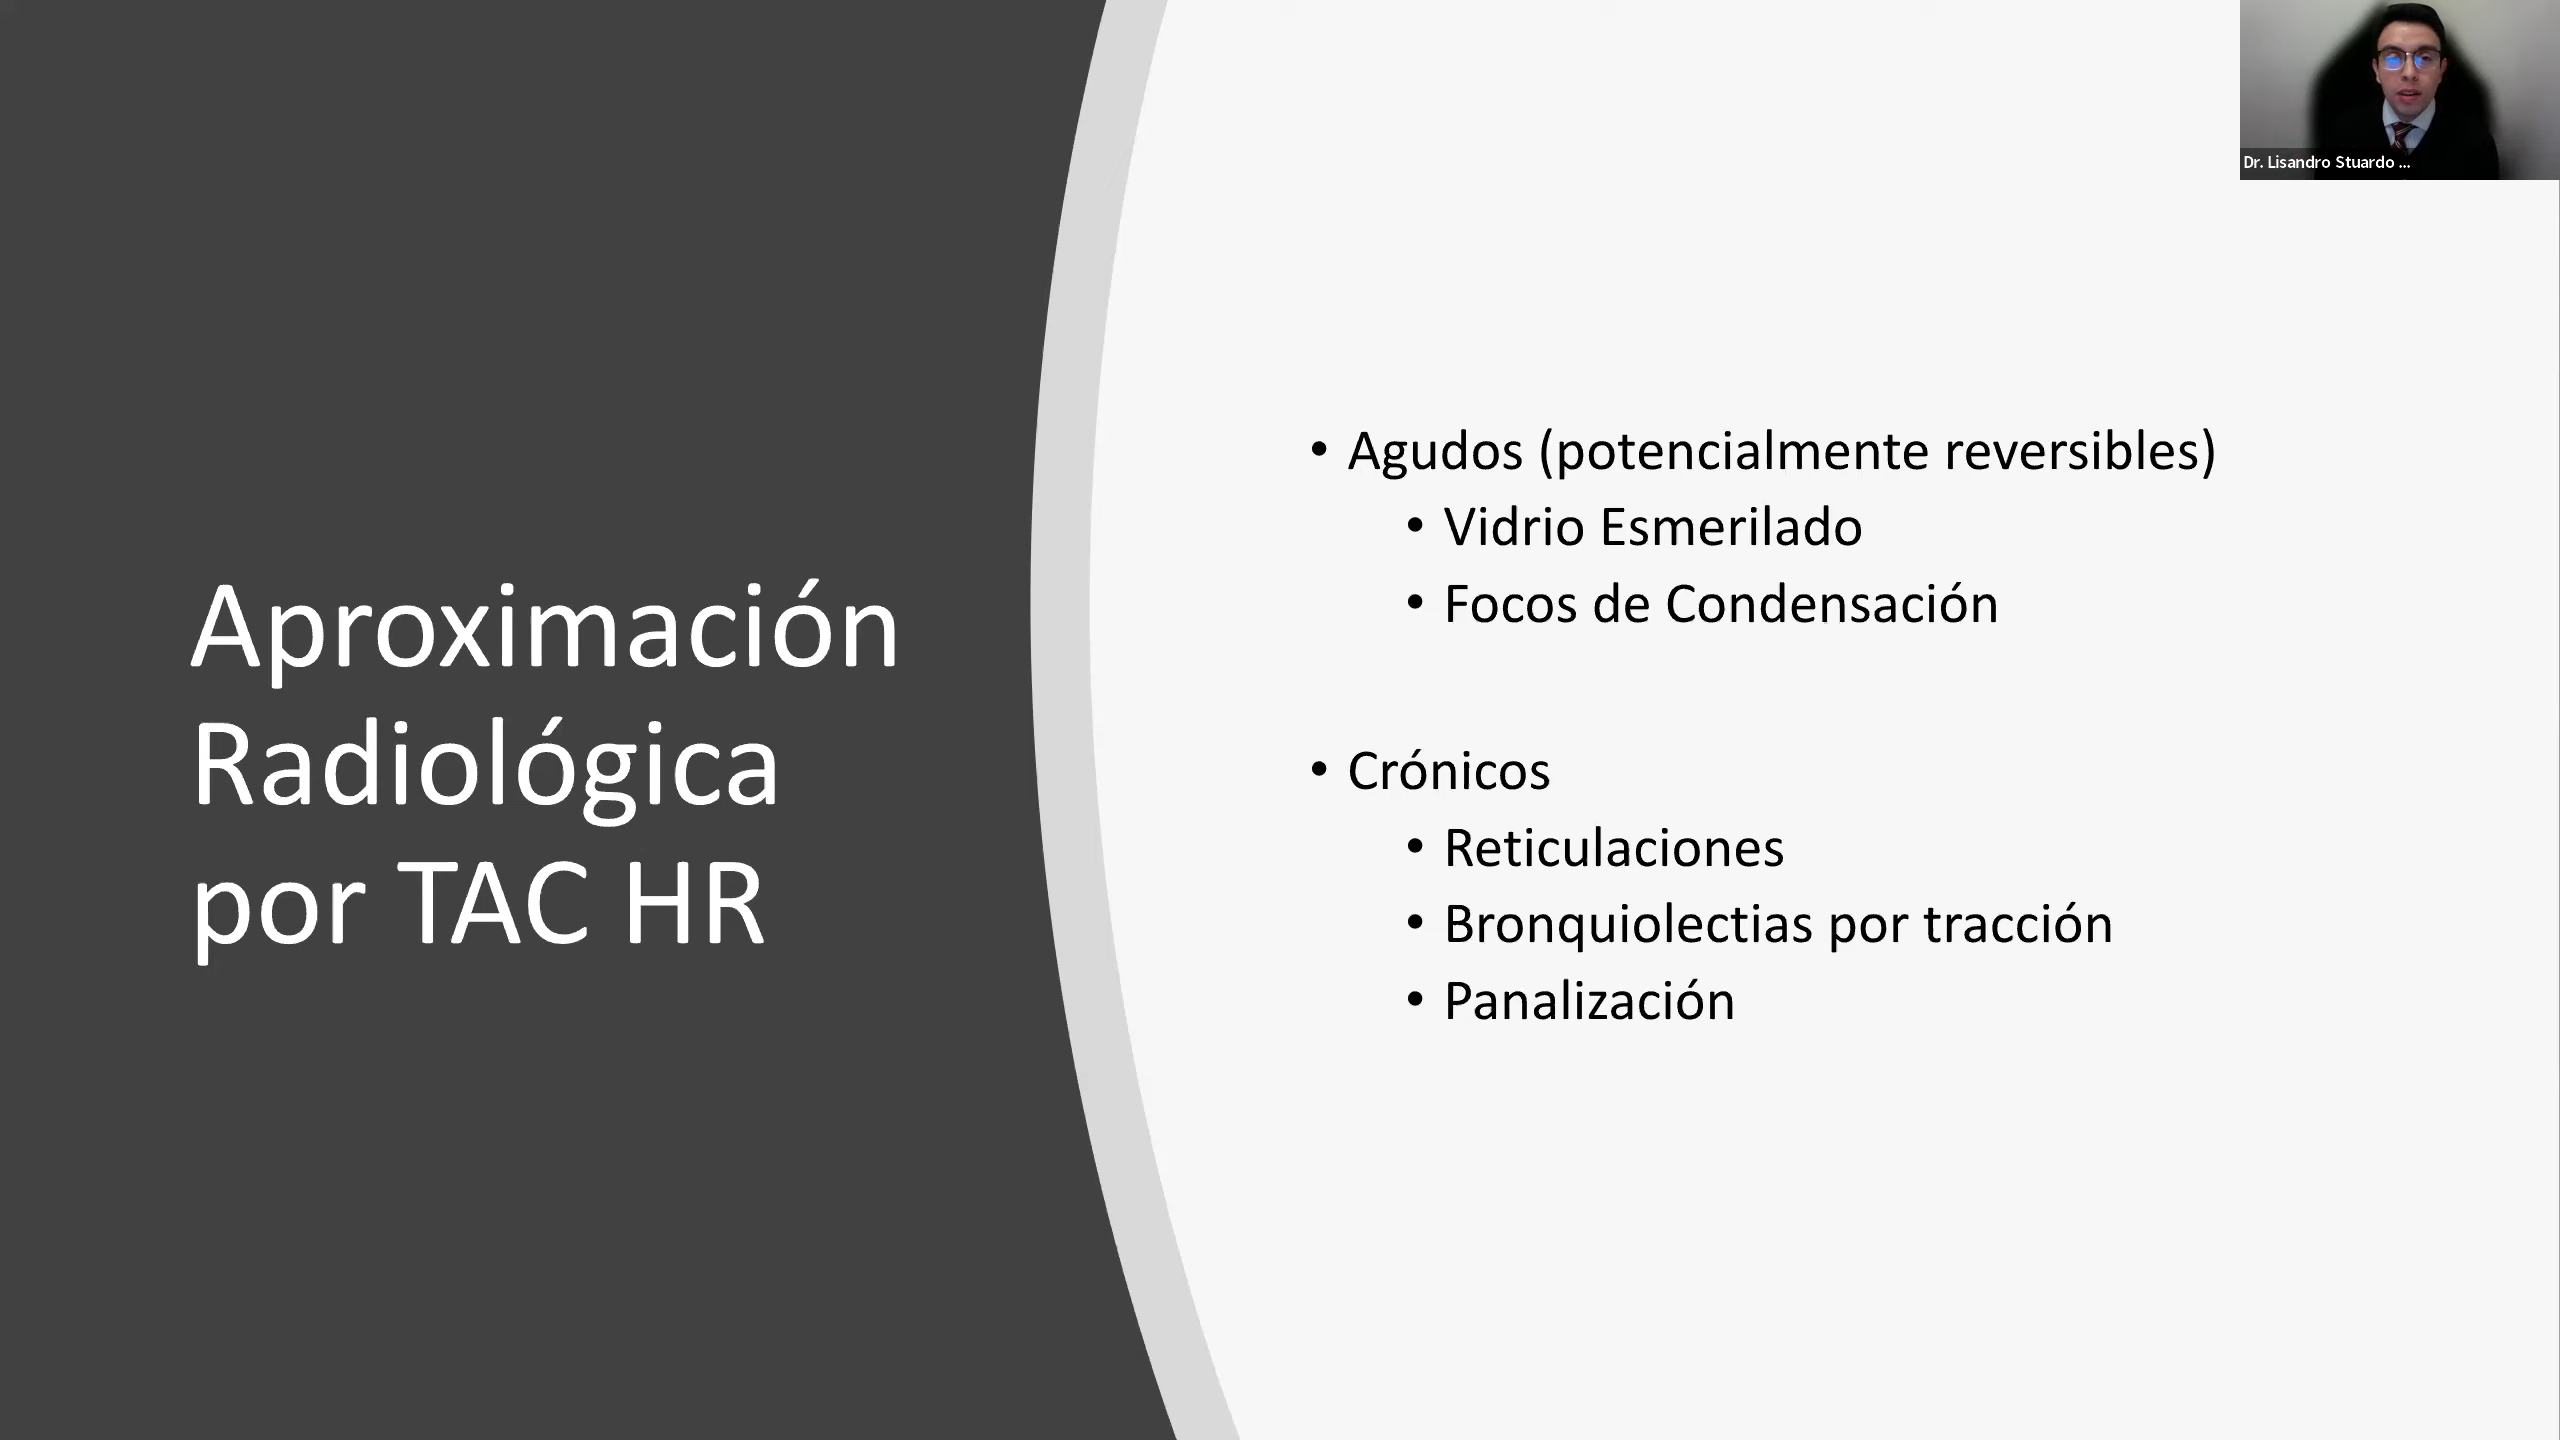 Aproximación
Radiológica
por TAC HR
• Agudos (potencialmente reversibles)
• Vidrio Esmerilado
• Focos de Condensación
• Crónicos
• Reticulaciones
• Bronquiolectias por tracción
• Panalización
Dr. Lisandro Stuardo ...